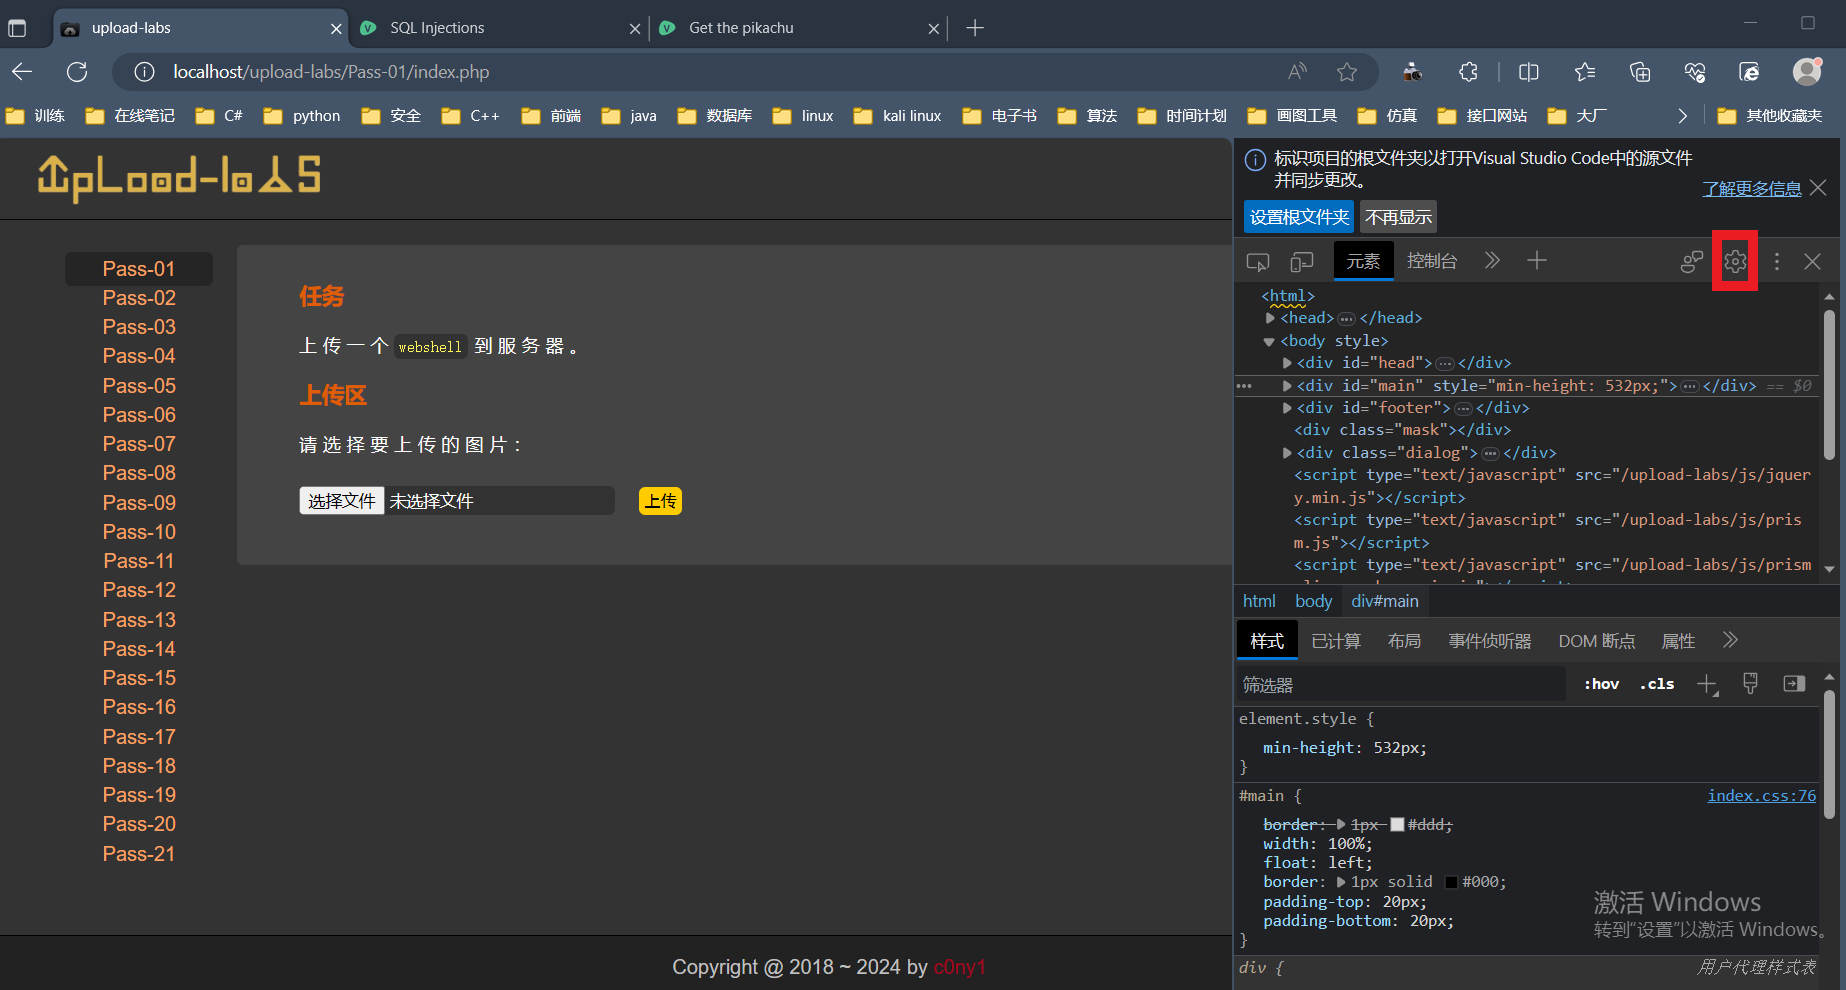 upload-labs
SQL Injections
Get the pikachu
localhost/upload-labs/Pass-01/index.php
训练 在线笔记 C# python 安全 C++ 前端 java 数据库 linux kali linux 电子书 算法 时间计划 画图工具 仿真 接口网站 大厂 其他收藏夹
UpLoad-labs
Pass-01
Pass-02
Pass-03
Pass-04
Pass-05
Pass-06
Pass-07
Pass-08
Pass-09
Pass-10
Pass-11
Pass-12
Pass-13
Pass-14
Pass-15
Pass-16
Pass-17
Pass-18
Pass-19
Pass-20
Pass-21
任务
上传一个 webshell 到服务器。
上传区
请选择要上传的图片：
选择文件 未选择文件 上传
Copyright @ 2018 ~ 2024 by c0ny1
标识项目的根文件夹以打开Visual Studio Code中的源文件
并同步更改。
了解更多信息
设置根文件夹 不再显示
元素 控制台
<html>
<head>…</head>
<body style>
<div id="head">…</div>
<div id="main" style="min-height: 532px;">…</div> == $0
<div id="footer">…</div>
<div class="mask"></div>
<div class="dialog">…</div>
<script type="text/javascript" src="/upload-labs/js/jquer
y.min.js"></script>
<script type="text/javascript" src="/upload-labs/js/pris
m.js"></script>
<script type="text/javascript" src="/upload-labs/js/prism
html body div#main
样式 已计算 布局 事件侦听器 DOM 断点 属性
筛选器 :hov .cls
element.style {
min-height: 532px;
}
#main { index.css:76
border: 1px #ddd;
width: 100%;
float: left;
border: 1px solid #000;
padding-top: 20px;
padding-bottom: 20px;
}
div { 用户代理样式表
激活 Windows
转到"设置"以激活 Windows。